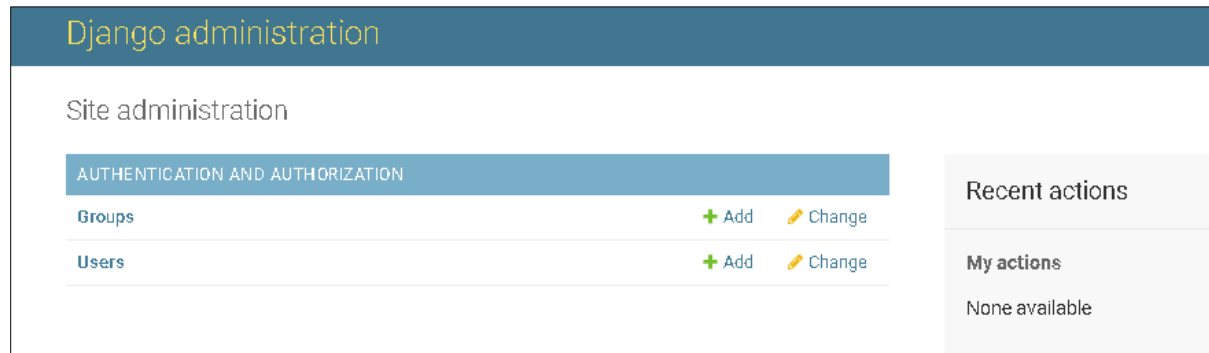 Django administration
Site administration
AUTHENTICATION AND AUTHORIZATION
Groups Add Change
Users Add Change
Recent actions
My actions
None available